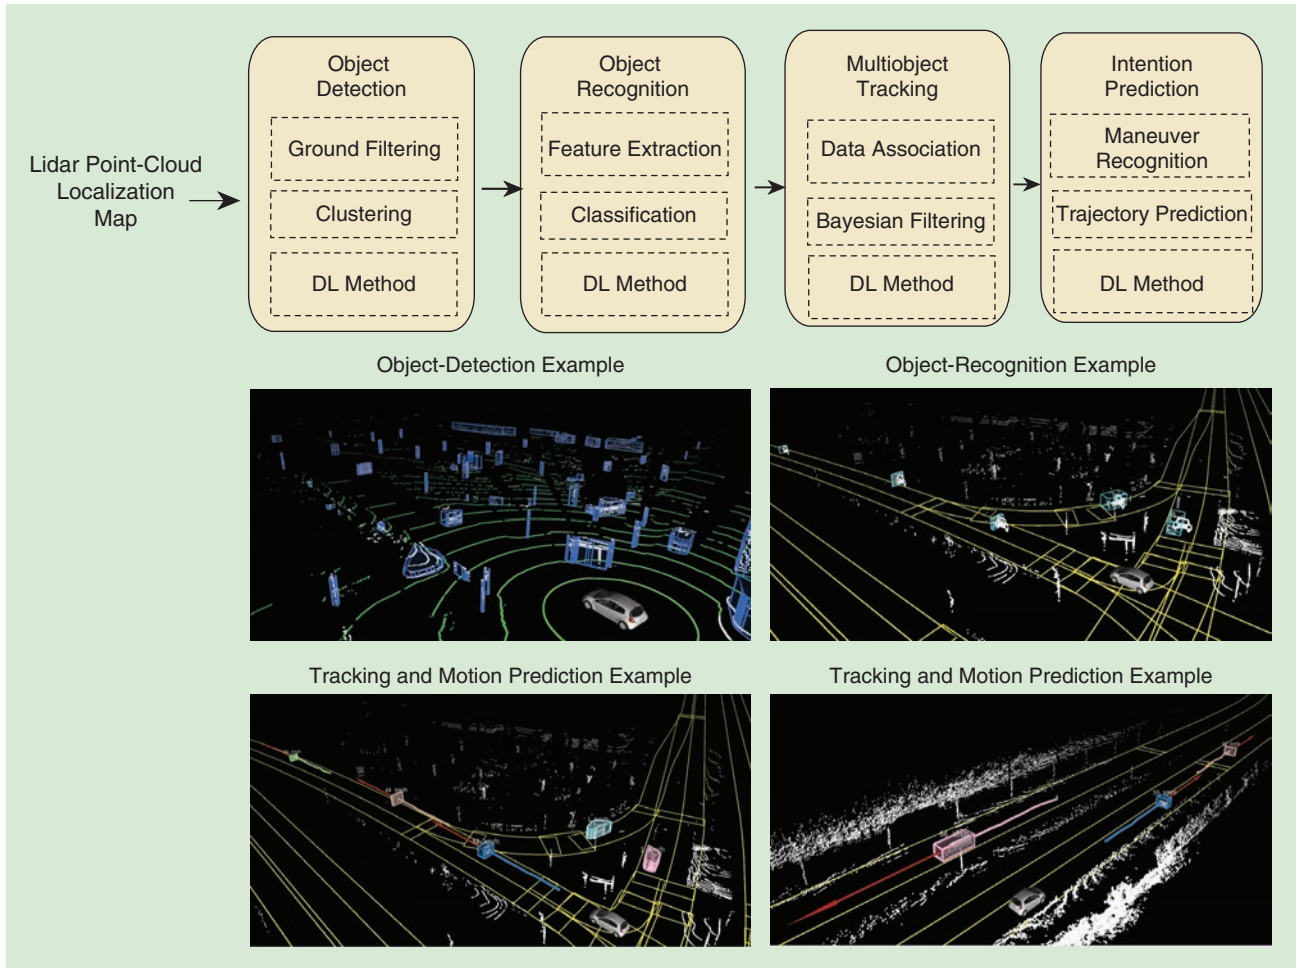 Object
Detection
Ground Filtering
Clustering
DL Method
Object
Recognition
Feature Extraction
Classification
DL Method
Multiobject
Tracking
Data Association
Bayesian Filtering
DL Method
Intention
Prediction
Maneuver
Recognition
Trajectory Prediction
DL Method
Lidar Point-Cloud
Localization
Map
Object-Detection Example
Object-Recognition Example
Tracking and Motion Prediction Example
Tracking and Motion Prediction Example